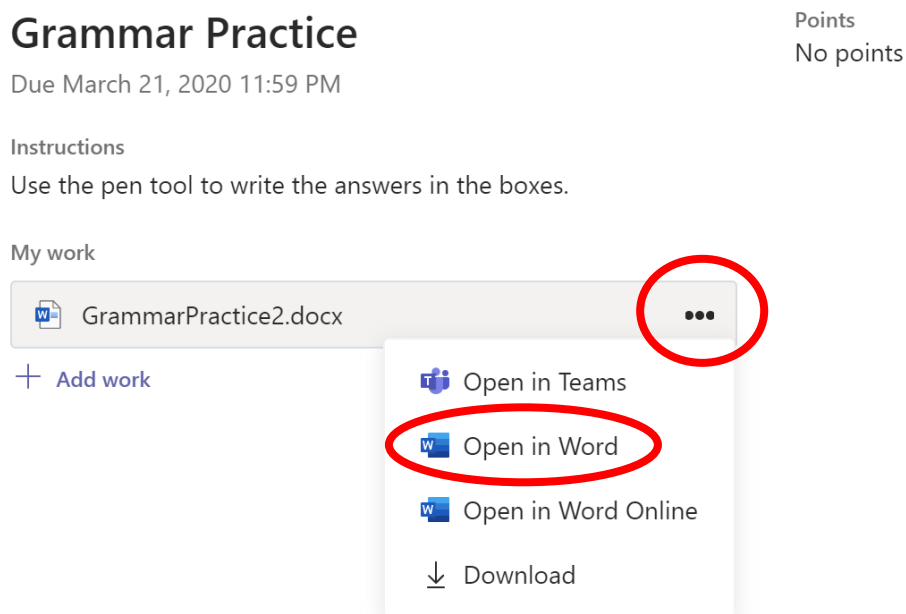 Grammar Practice
Points
No points
Due March 21, 2020 11:59 PM
Instructions
Use the pen tool to write the answers in the boxes.
My work
GrammarPractice2.docx
Add work
Open in Teams
Open in Word
Open in Word Online
Download